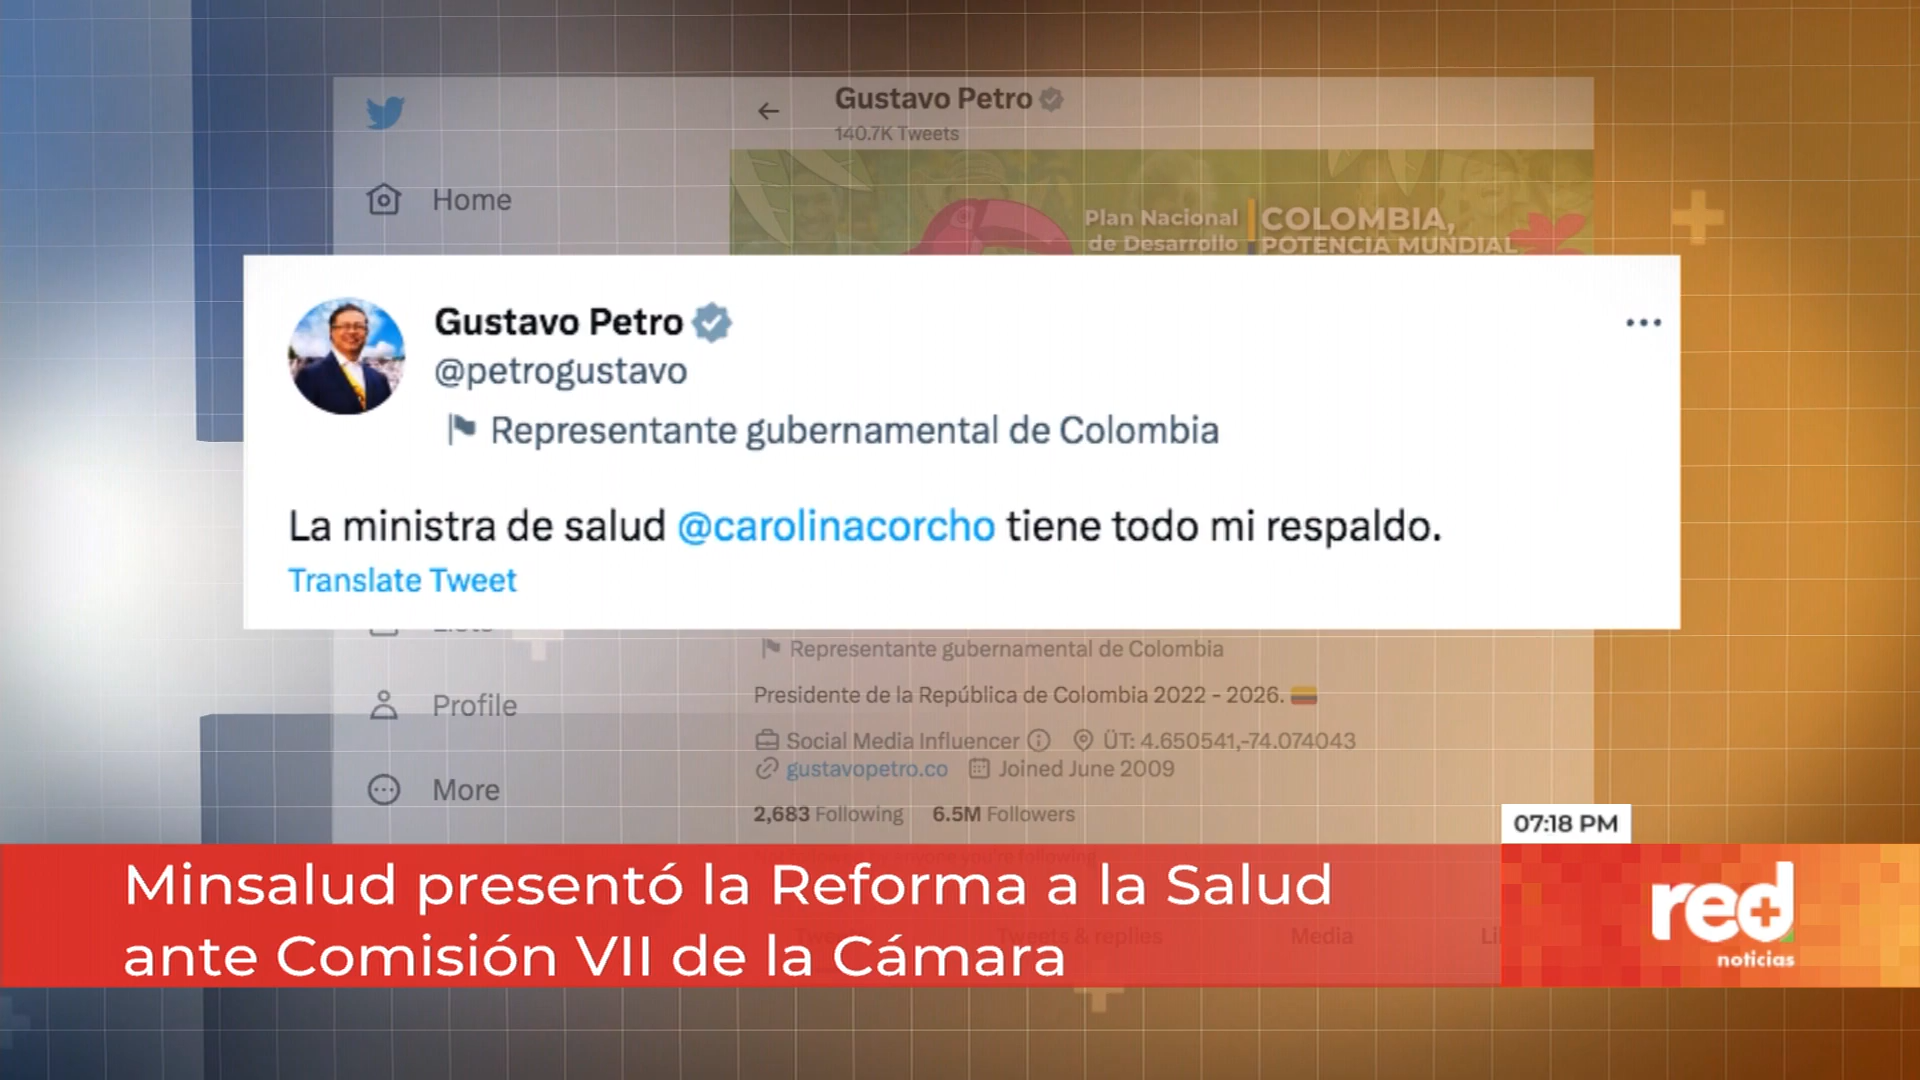 Gustavo Petro
140.7K Tweets
Home
Plan Nacional
de Desarrollo
COLOMBIA,
POTENCIA MUNDIAL
Gustavo Petro
@petrogustavo
Representante gubernamental de Colombia
La ministra de salud @carolinacorcho tiene todo mi respaldo.
Translate Tweet
Lists
Representante gubernamental de Colombia
Presidente de la República de Colombia 2022 - 2026.
Profile
Social Media Influencer ÜT: 4.650541,-74.074043
gustavopetro.co Joined June 2009
More
2,683 Following 6.5M Followers
07:18 PM
Minsalud presentó la Reforma a la Salud
ante Comisión VII de la Cámara
Tweets & replies
Media
red
noticias